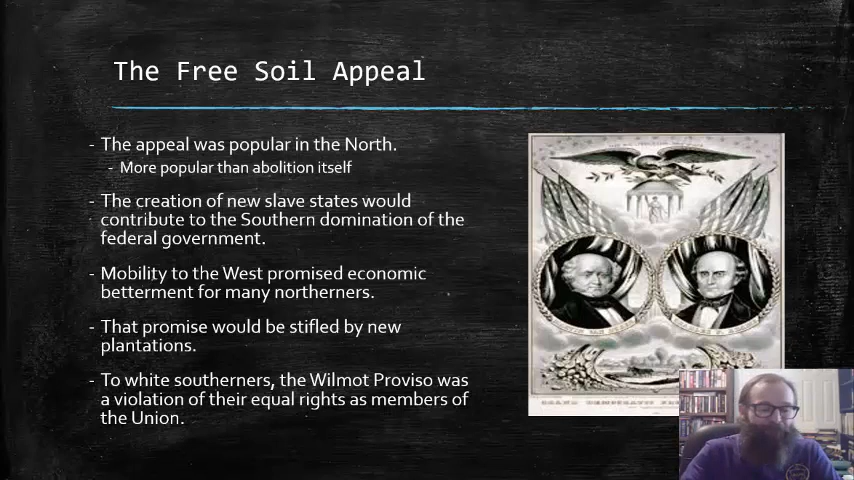 The Free Soil Appeal
- The appeal was popular in the North.
- More popular than abolition itself
- The creation of new slave states would
contribute to the Southern domination of the
federal government.
- Mobility to the West promised economic
betterment for many northerners.
- That promise would be stifled by new
plantations.
- To white southerners, the Wilmot Proviso was
a violation of their equal rights as members of
the Union.
GRAND DEMOCRATIC